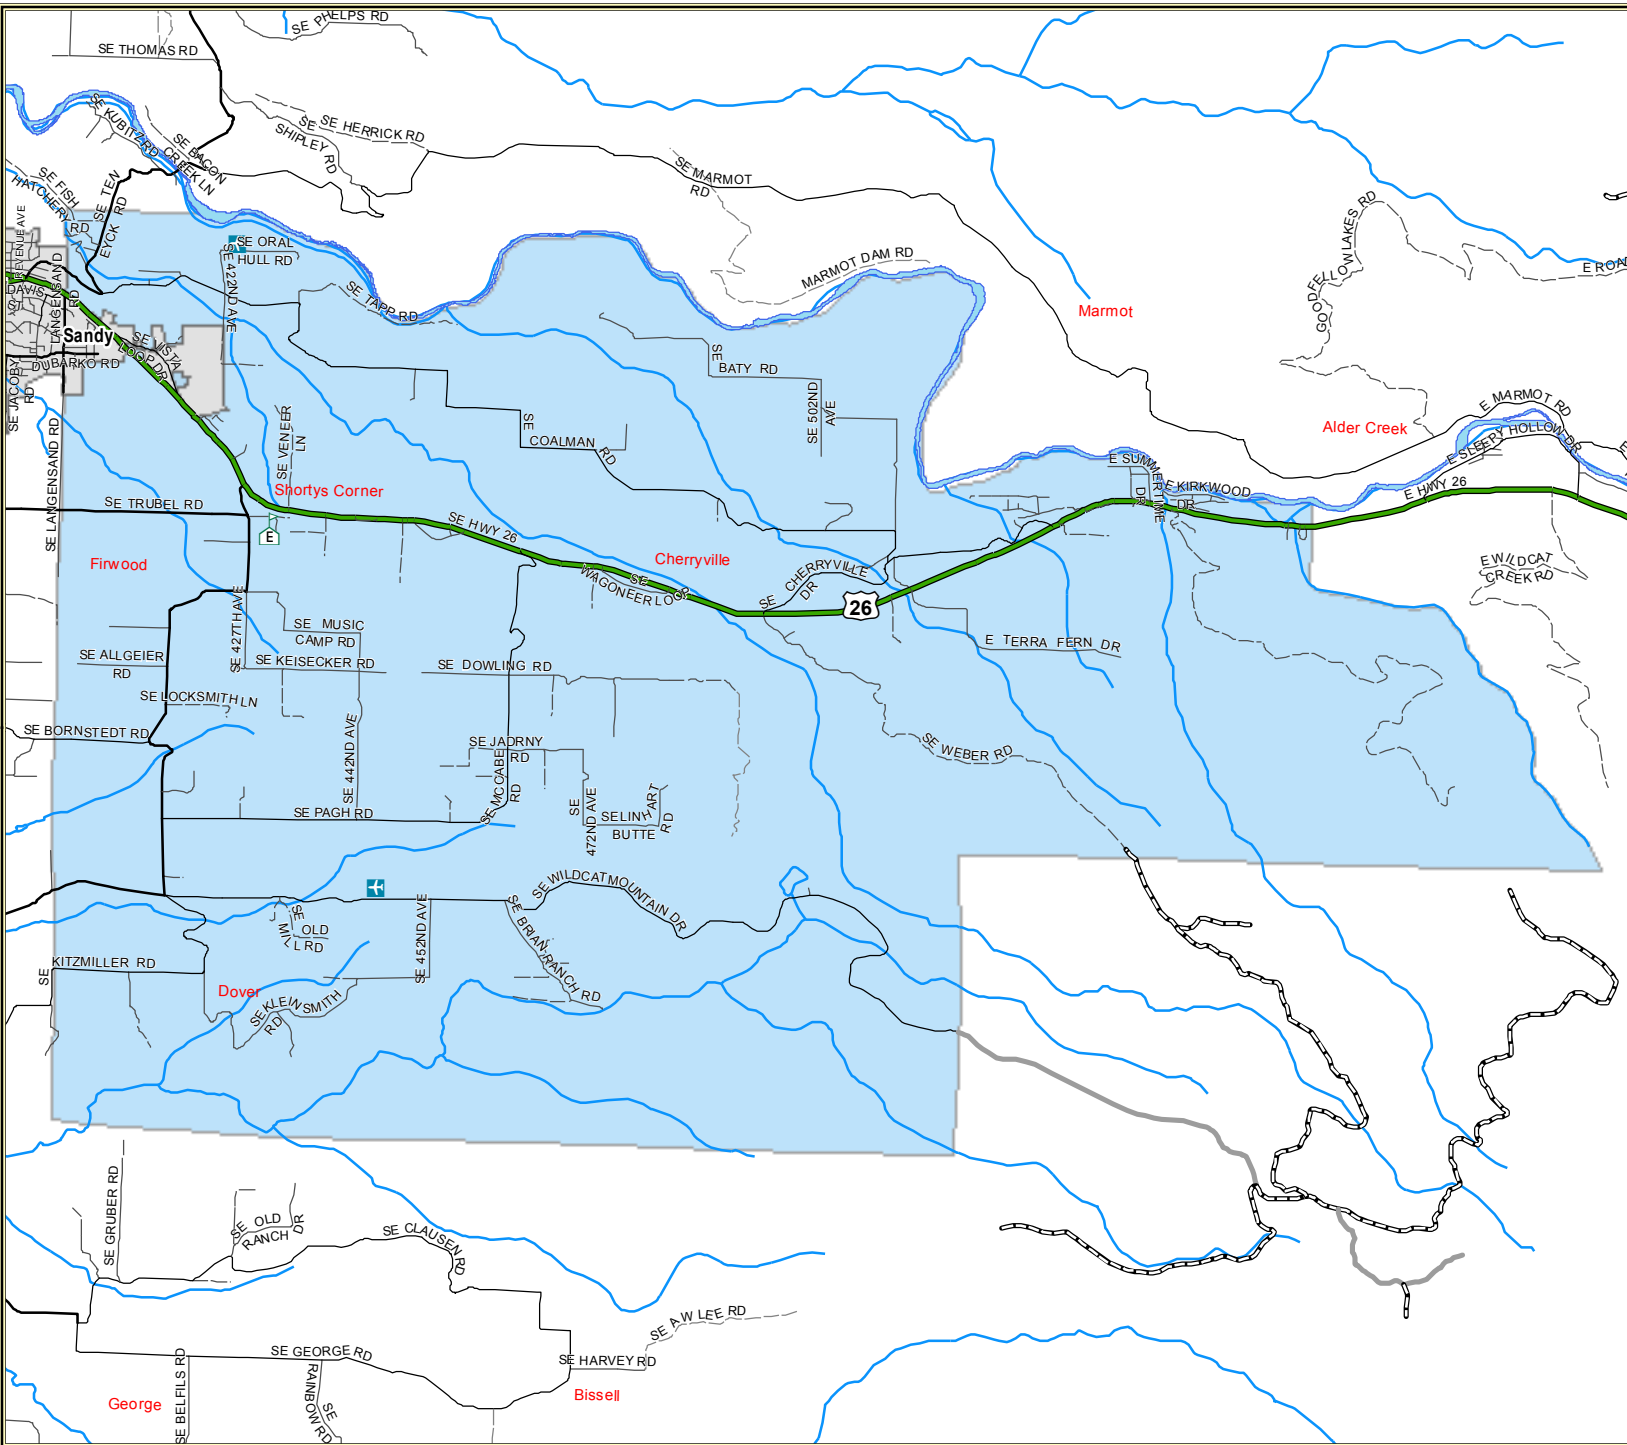 SE PHELPS RD
SE THOMAS RD
SE KUBITZ RD
SE BACON
CREEK LN
SE HERRICK RD
SE
SHIPLEY RD
SE MARMOT
RD
SE FISH
HATCHERY
RD
SE TEN
EYCK RD
REVENUE AVE
SE ORAL
HULL RD
SE 422ND AVE
SE TAPP RD
MARMOT DAM RD
GOODFELLOW LAKES RD
E ROAD
Marmot
DAVIS
LANGENSAND
RD
Sandy
SE VISTA
LOOP DR
DUBARKO RD
SE JACOBY
RD
SE
BATY RD
SE 502ND
AVE
SE VENEER
LN
SE
COALMAN
RD
E MARMOT RD
E SLEEPY HOLLOW DR
Alder Creek
SE LANGENSAND RD
Shortys Corner
SE TRUBEL RD
E
SE HWY 26
E SUMMERTIME
DR
E KIRKWOOD
DR
E HWY 26
Firwood
Cherryville
SE
WAGONEER LOOP
SE
CHERRYVILLE
DR
26
E WILDCAT
CREEK RD
SE 427TH AVE
SE MUSIC
CAMP RD
SE ALLGEIER
RD
SE KEISECKER RD
SE DOWLING RD
E TERRA FERN DR
SE LOCKSMITH LN
SE BORNSTEDT RD
SE 442ND AVE
SE JADRNY
RD
SE MCCABE
RD
SE WEBER RD
SE PAGH RD
SE
472ND AVE
SE LINHART
BUTTE
RD
SE WILDCAT MOUNTAIN DR
SE
OLD
MILL RD
SE 452ND AVE
SE BRIAN RANCH RD
SE
KITZMILLER RD
Dover
SE KLEINSMITH
RD
SE GRUBER RD
SE OLD
RANCH DR
SE CLAUSEN RD
SE A W LEE RD
SE GEORGE RD
SE HARVEY RD
SE BELFILS RD
SE
RAINBOW RD
George
Bissell